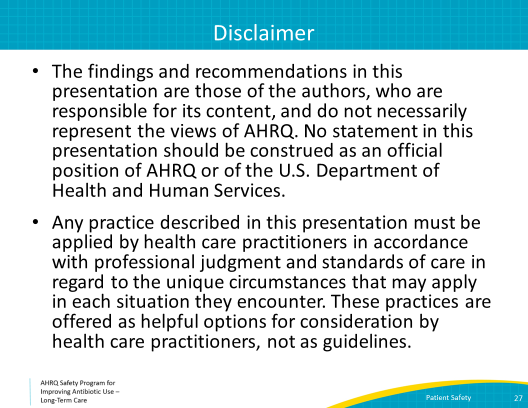 Disclaimer
• The findings and recommendations in this
presentation are those of the authors, who are
responsible for its content, and do not necessarily
represent the views of AHRQ. No statement in this
presentation should be construed as an official
position of AHRQ or of the U.S. Department of
Health and Human Services.
• Any practice described in this presentation must be
applied by health care practitioners in accordance
with professional judgment and standards of care in
regard to the unique circumstances that may apply
in each situation they encounter. These practices are
offered as helpful options for consideration by
health care practitioners, not as guidelines.
AHRQ Safety Program for
Improving Antibiotic Use –
Long-Term Care
Patient Safety
27